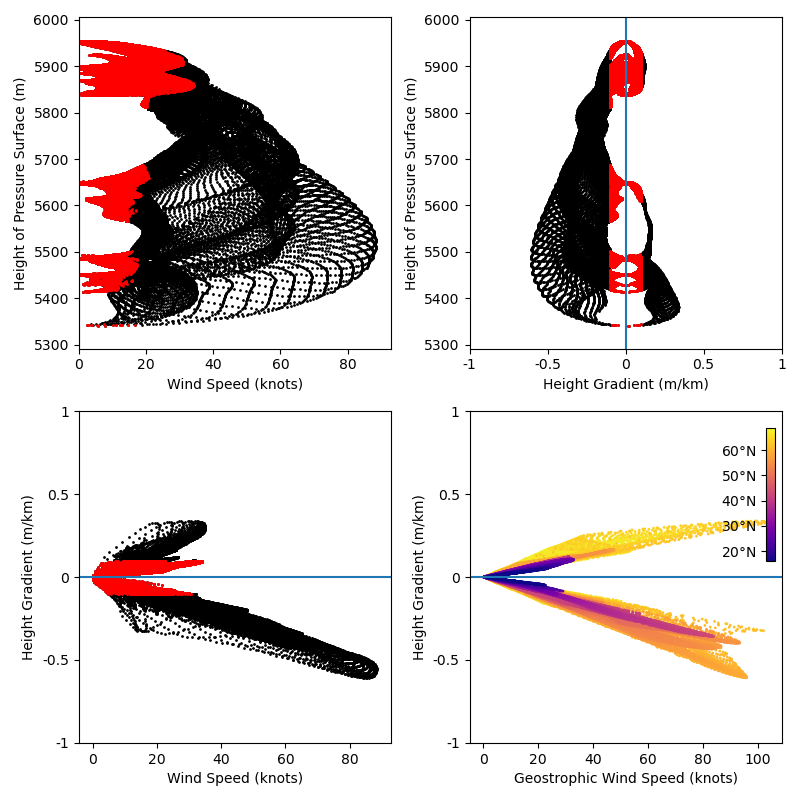 6000
5900
5800
5700
5600
5500
5400
5300
Height of Pressure Surface (m)
0 20 40 60 80
Wind Speed (knots)
6000
5900
5800
5700
5600
5500
5400
5300
Height of Pressure Surface (m)
-1 -0.5 0 0.5 1
Height Gradient (m/km)
1
0.5
0
-0.5
-1
Height Gradient (m/km)
0 20 40 60 80
Wind Speed (knots)
1
0.5
0
-0.5
-1
Height Gradient (m/km)
60°N
50°N
40°N
30°N
20°N
0 20 40 60 80 100
Geostrophic Wind Speed (knots)